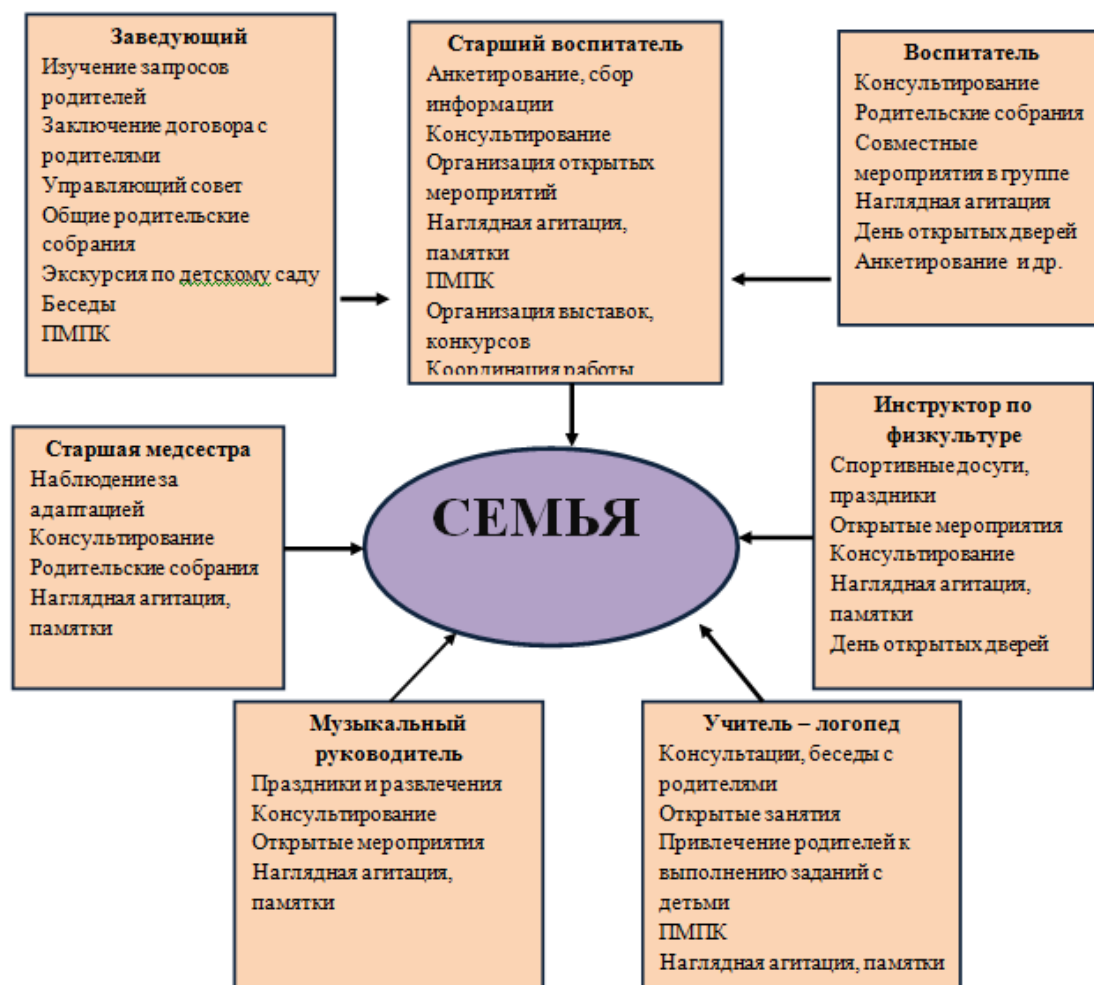 Заведующий
Изучение запросов
родителей
Заключение договора с
родителями
Управляющий совет
Общие родительские
собрания
Экскурсия по детскому саду
Беседы
ПМПК
Старший воспитатель
Анкетирование, сбор
информации
Консультирование
Организация открытых
мероприятий
Наглядная агитация,
памятки
ПМПК
Организация выставок,
конкурсов
Координация работы
Воспитатель
Консультирование
Родительские собрания
Совместные
мероприятия в группе
Наглядная агитация
День открытых дверей
Анкетирование и др.
Старшая медсестра
Наблюдение за
адаптацией
Консультирование
Родительские собрания
Наглядная агитация,
памятки
СЕМЬЯ
Инструктор по
физкультуре
Спортивные досуги,
праздники
Открытые мероприятия
Консультирование
Наглядная агитация,
памятки
День открытых дверей
Музыкальный
руководитель
Праздники и развлечения
Консультирование
Открытые мероприятия
Наглядная агитация,
памятки
Учитель – логопед
Консультации, беседы с
родителями
Открытые занятия
Привлечение родителей к
выполнению заданий с
детьми
ПМПК
Наглядная агитация, памятки